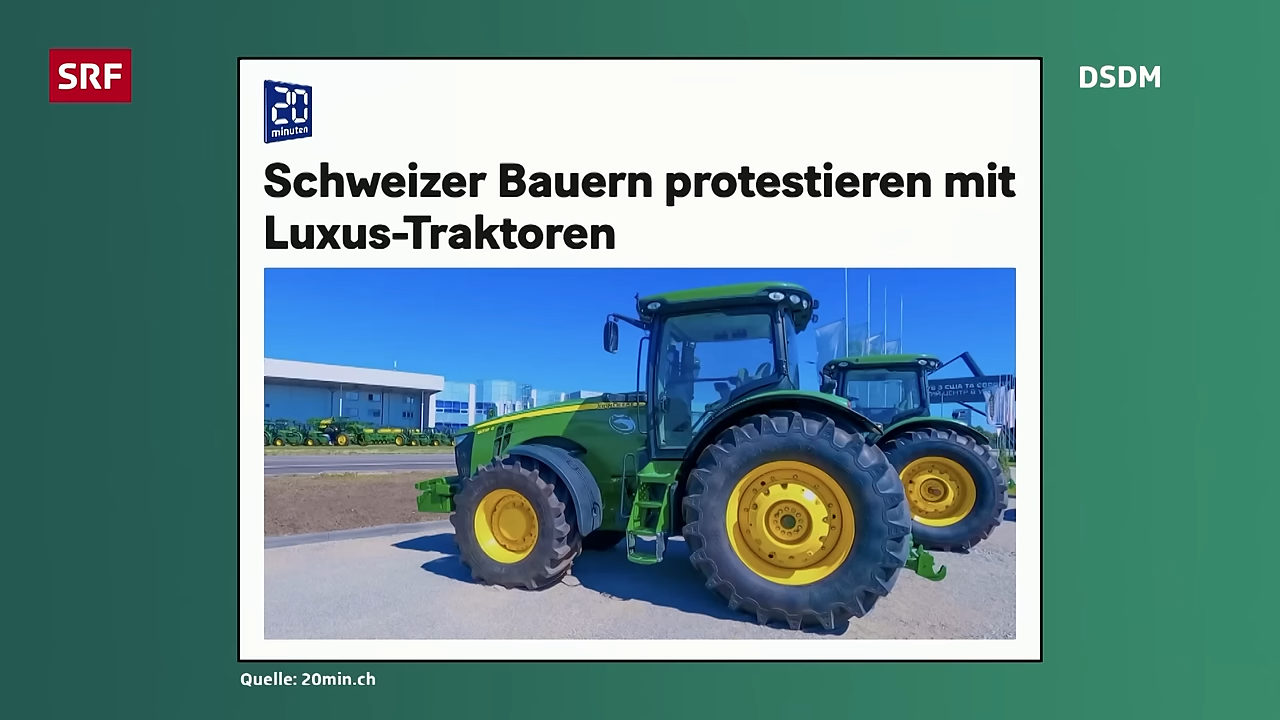 SRF
DSDM
20
minuten
Schweizer Bauern protestieren mit
Luxus-Traktoren
Quelle: 20min.ch